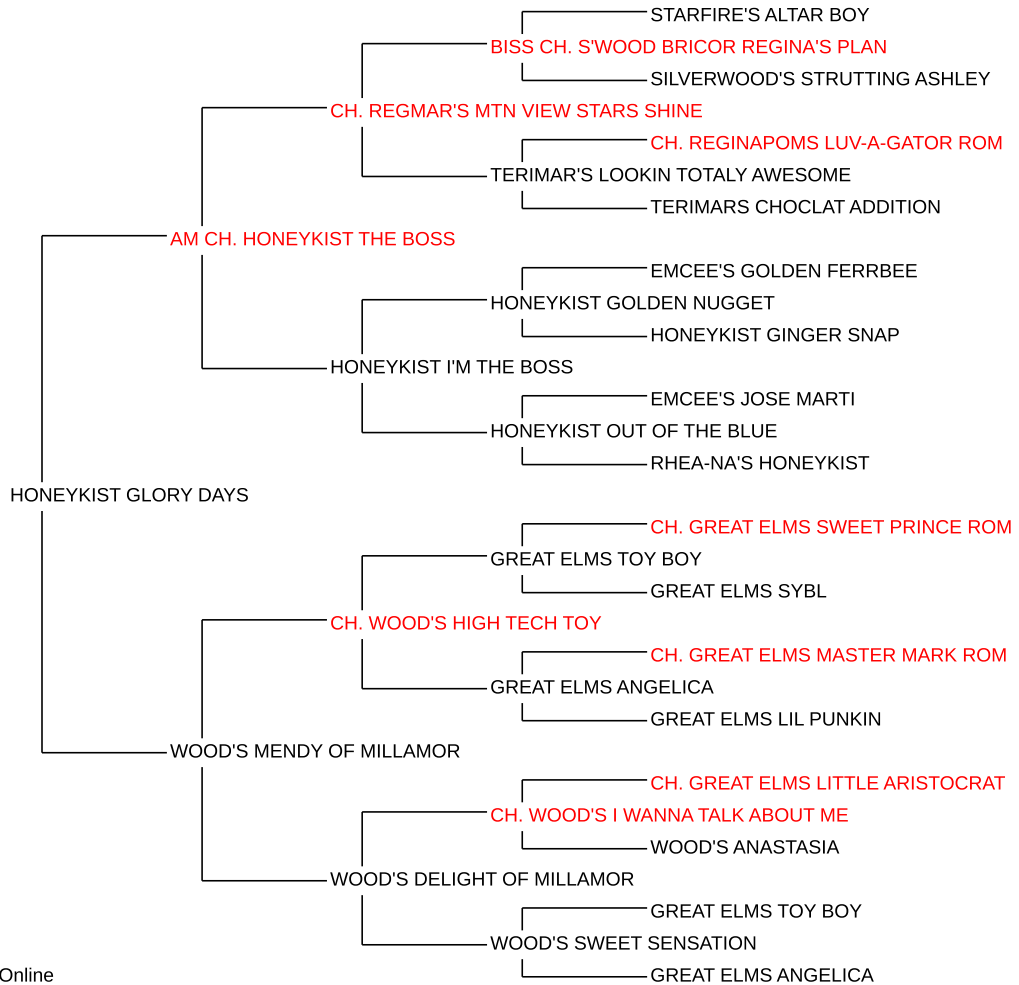 STARFIRE'S ALTAR BOY
BISS CH. S'WOOD BRICOR REGINA'S PLAN
SILVERWOOD'S STRUTTING ASHLEY
CH. REGMAR'S MTN VIEW STARS SHINE
CH. REGINAPOMS LUV-A-GATOR ROM
TERIMAR'S LOOKIN TOTALY AWESOME
TERIMARS CHOCLAT ADDITION
AM CH. HONEYKIST THE BOSS
EMCEE'S GOLDEN FERRBEE
HONEYKIST GOLDEN NUGGET
HONEYKIST GINGER SNAP
HONEYKIST I'M THE BOSS
EMCEE'S JOSE MARTI
HONEYKIST OUT OF THE BLUE
RHEA-NA'S HONEYKIST
HONEYKIST GLORY DAYS
CH. GREAT ELMS SWEET PRINCE ROM
GREAT ELMS TOY BOY
GREAT ELMS SYBL
CH. WOOD'S HIGH TECH TOY
CH. GREAT ELMS MASTER MARK ROM
GREAT ELMS ANGELICA
GREAT ELMS LIL PUNKIN
WOOD'S MENDY OF MILLAMOR
CH. GREAT ELMS LITTLE ARISTOCRAT
CH. WOOD'S I WANNA TALK ABOUT ME
WOOD'S ANASTASIA
WOOD'S DELIGHT OF MILLAMOR
GREAT ELMS TOY BOY
WOOD'S SWEET SENSATION
GREAT ELMS ANGELICA
Online